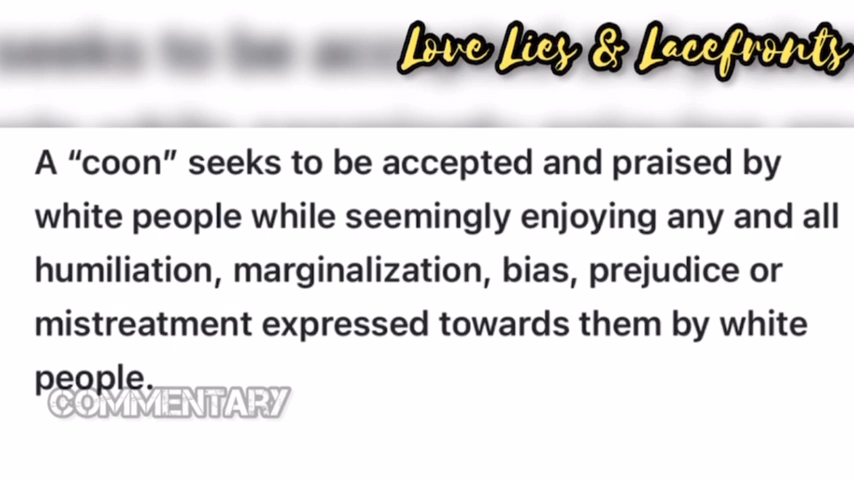 Love Lies & Lacefronts
A “coon” seeks to be accepted and praised by
white people while seemingly enjoying any and all
humiliation, marginalization, bias, prejudice or
mistreatment expressed towards them by white
people.
COMMENTARY